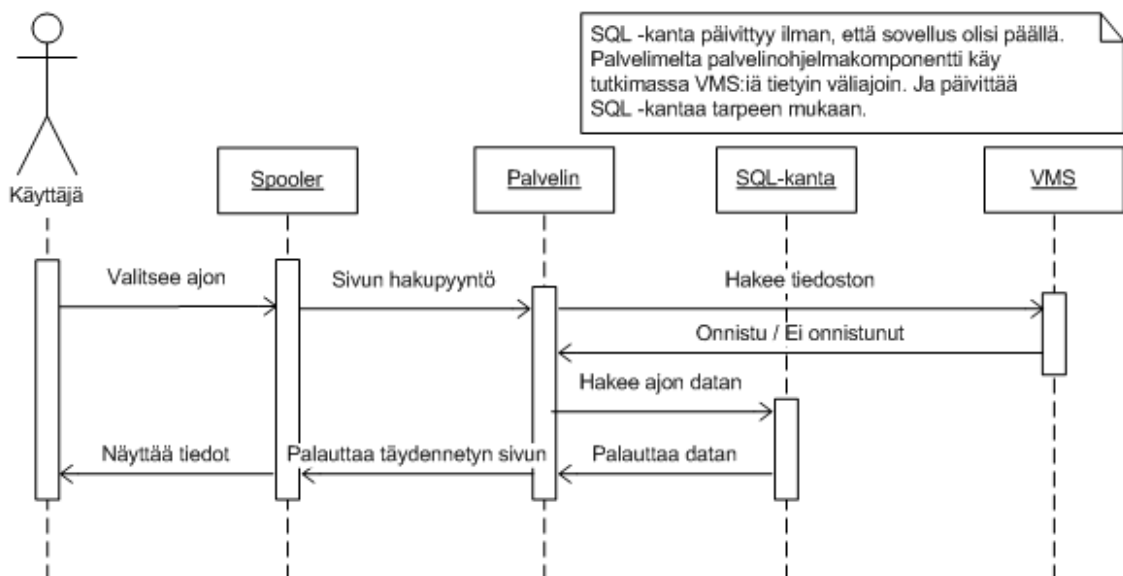 SQL -kanta päivittyy ilman, että sovellus olisi päällä.
Palvelimelta palvelinohjelmakomponentti käy
tutkimassa VMS:iä tietyin väliajoin. Ja päivittää
SQL -kantaa tarpeen mukaan.
Käyttäjä
Spooler
Palvelin
SQL-kanta
VMS
Valitsee ajon
Sivun hakupyyntö
Hakee tiedoston
Onnistu / Ei onnistunut
Hakee ajon datan
Näyttää tiedot
Palauttaa täydennetyn sivun
Palauttaa datan